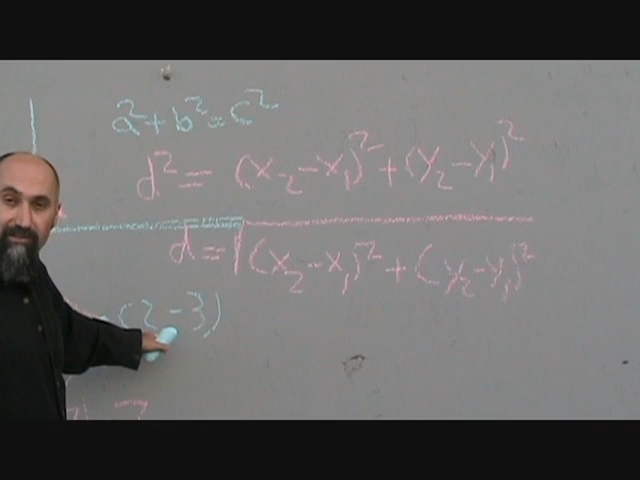 a² + b² = c²
d² = (x₂ - x₁)² + (y₂ - y₁)²
d = √(x₂ - x₁)² + (y₂ - y₁)²
(2 - 3)